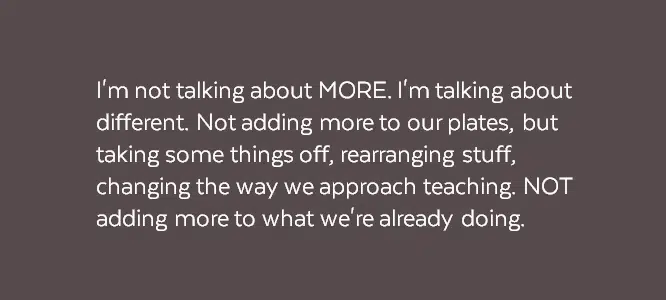 I'm not talking about MORE. I'm talking about
different. Not adding more to our plates, but
taking some things off, rearranging stuff,
changing the way we approach teaching. NOT
adding more to what we're already doing.